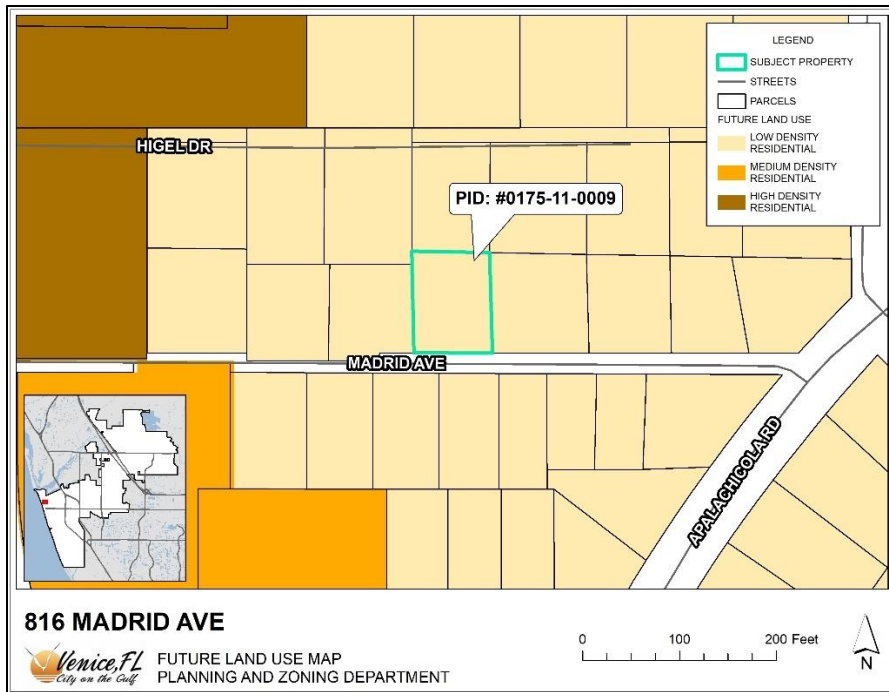 LEGEND
SUBJECT PROPERTY
STREETS
PARCELS
FUTURE LAND USE
LOW DENSITY
RESIDENTIAL
MEDIUM DENSITY
RESIDENTIAL
HIGH DENSITY
RESIDENTIAL
HIGEL DR
PID: #0175-11-0009
MADRID AVE
APALACHICOLA RD
816 MADRID AVE
Venice, FL
City on the Gulf
FUTURE LAND USE MAP
PLANNING AND ZONING DEPARTMENT
0 100 200 Feet
N